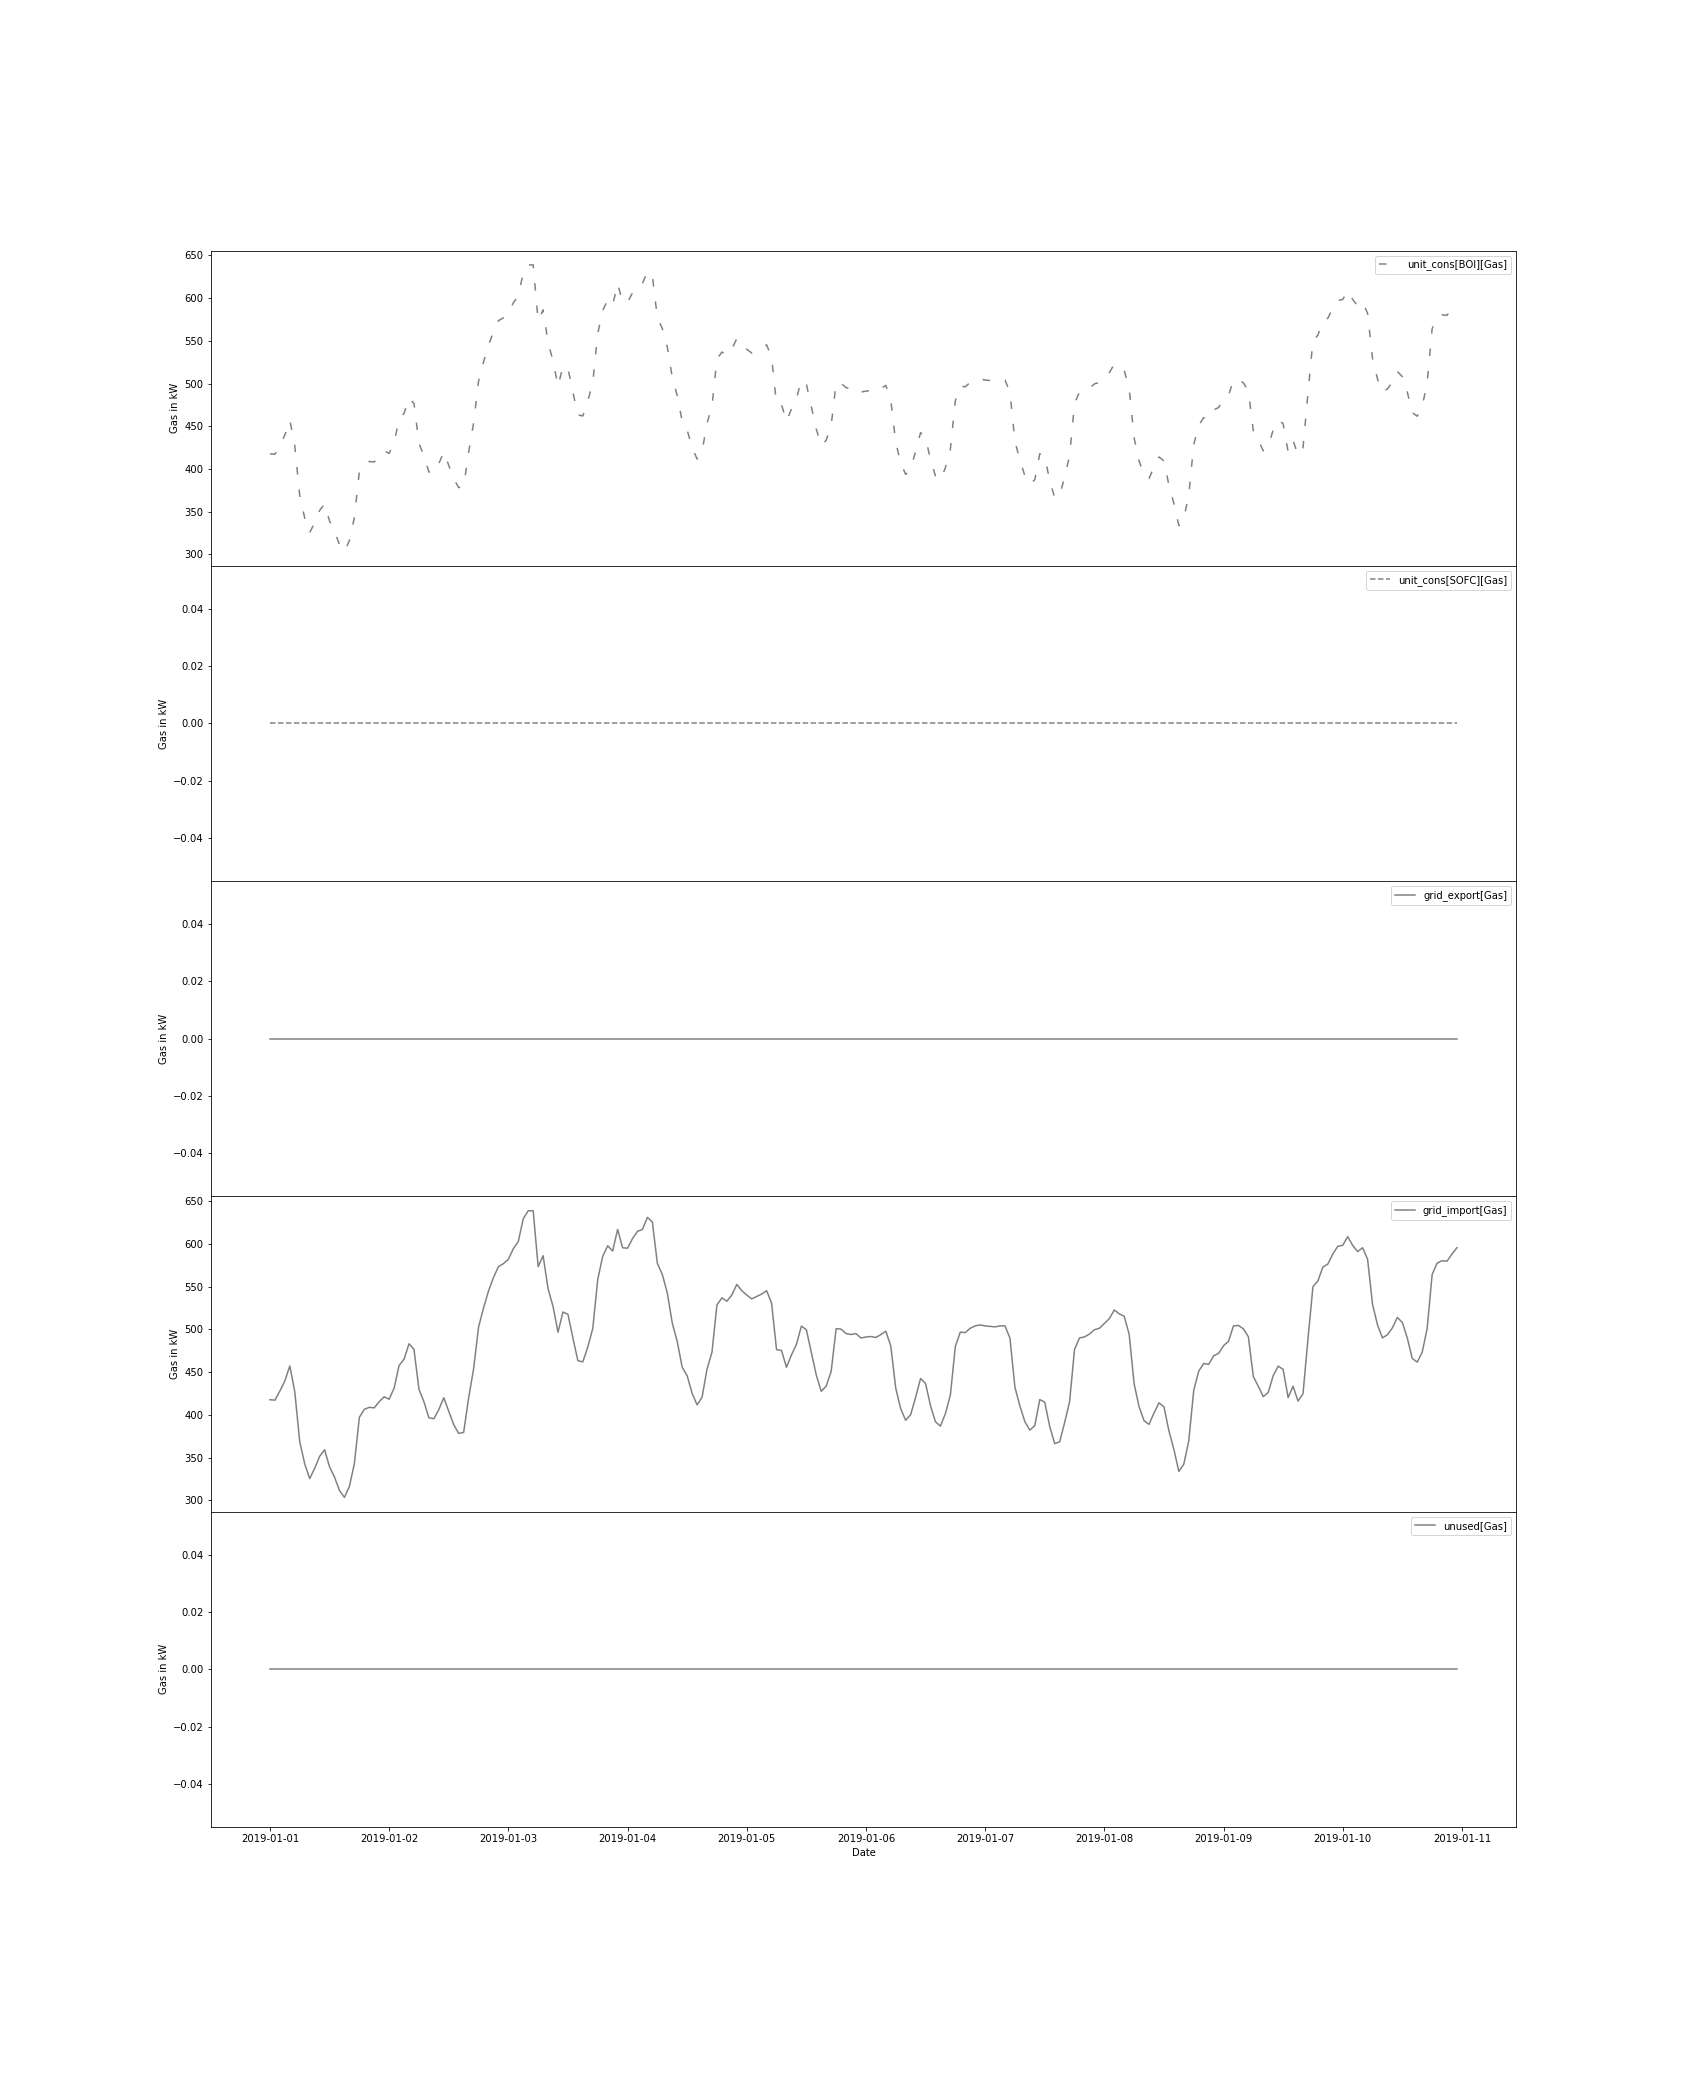 650
600
550
500
450
400
350
300
Gas in kW
unit_cons[BOI][Gas]
0.04
0.02
0.00
−0.02
−0.04
Gas in kW
unit_cons[SOFC][Gas]
0.04
0.02
0.00
−0.02
−0.04
Gas in kW
grid_export[Gas]
650
600
550
500
450
400
350
300
Gas in kW
grid_import[Gas]
0.04
0.02
0.00
−0.02
−0.04
Gas in kW
unused[Gas]
2019-01-01 2019-01-02 2019-01-03 2019-01-04 2019-01-05 2019-01-06 2019-01-07 2019-01-08 2019-01-09 2019-01-10 2019-01-11
Date